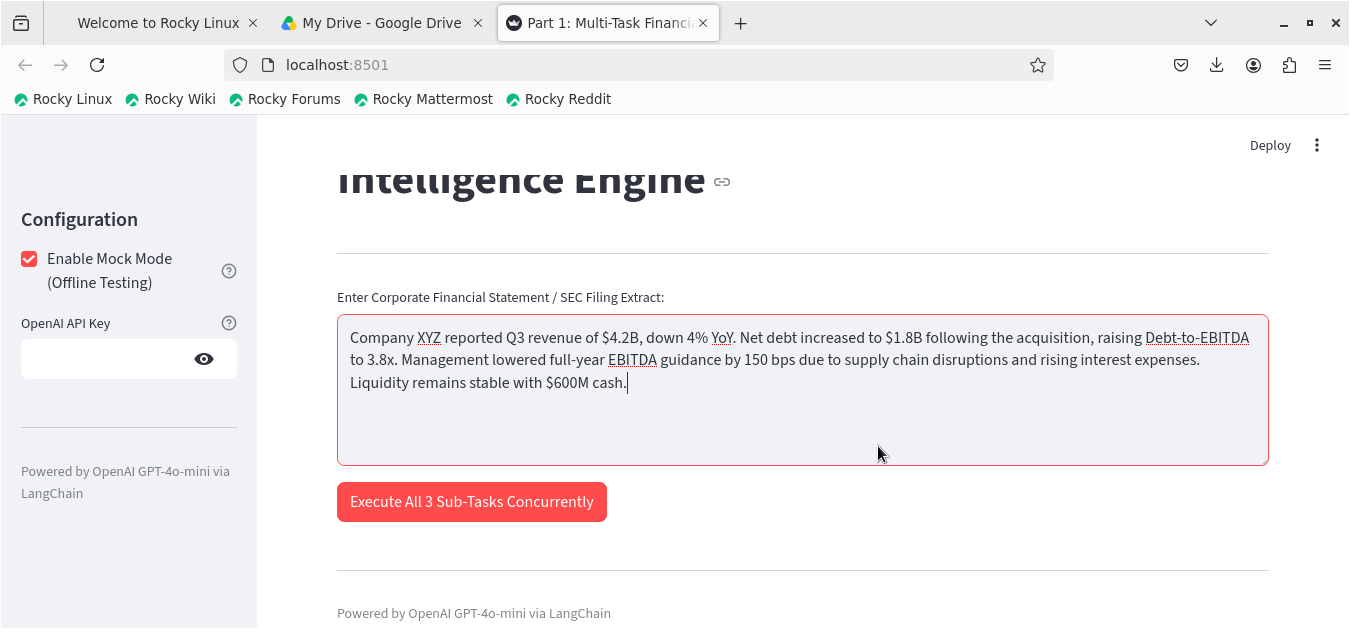 Welcome to Rocky Linux
My Drive - Google Drive
Part 1: Multi-Task Financi
localhost:8501
Rocky Linux
Rocky Wiki
Rocky Forums
Rocky Mattermost
Rocky Reddit
Deploy
Configuration
Enable Mock Mode
(Offline Testing)
OpenAI API Key
Powered by OpenAI GPT-4o-mini via
LangChain
Intelligence Engine
Enter Corporate Financial Statement / SEC Filing Extract:
Company XYZ reported Q3 revenue of $4.2B, down 4% YoY. Net debt increased to $1.8B following the acquisition, raising Debt-to-EBITDA
to 3.8x. Management lowered full-year EBITDA guidance by 150 bps due to supply chain disruptions and rising interest expenses.
Liquidity remains stable with $600M cash.
Execute All 3 Sub-Tasks Concurrently
Powered by OpenAI GPT-4o-mini via LangChain